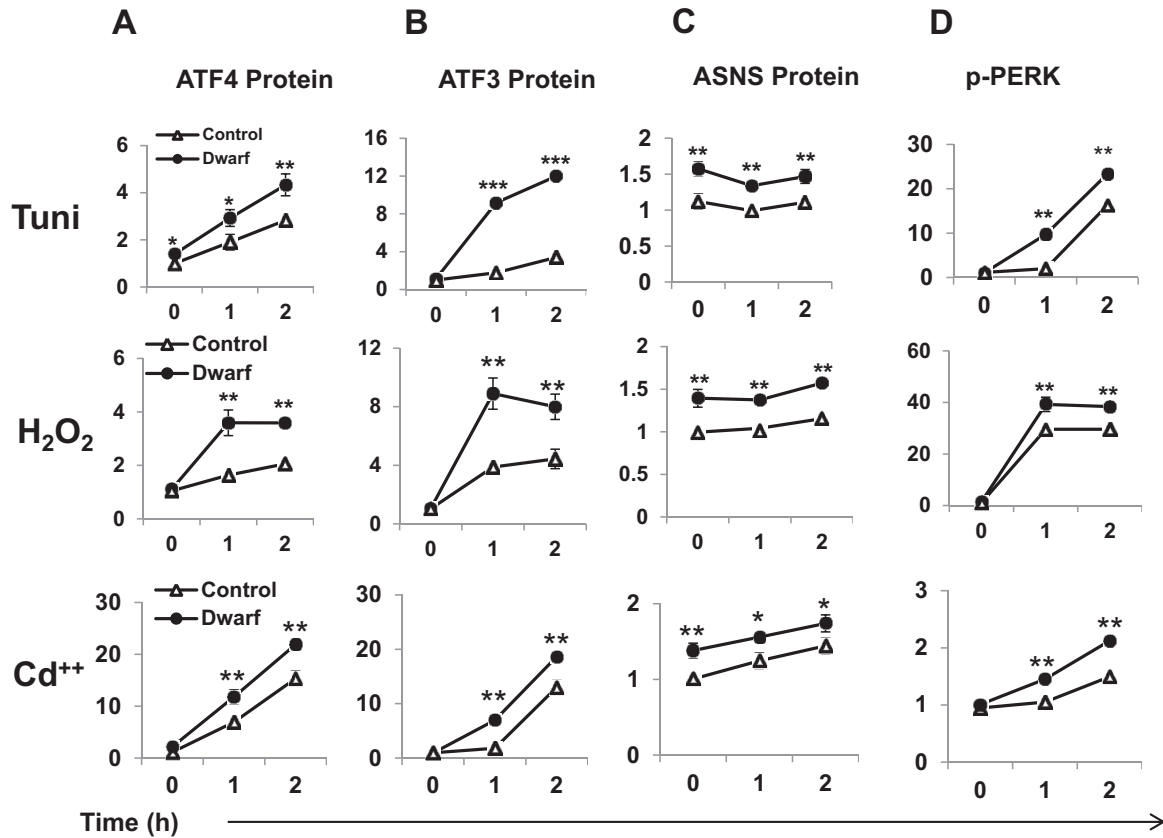 A B C D
ATF4 Protein ATF3 Protein ASNS Protein p-PERK
Tuni
Control
Dwarf
6
4
2
0
* * **
0 1 2
16
12
8
4
0
*** ***
0 1 2
2
1.5
1
0.5
0
** ** **
0 1 2
30
20
10
0
** **
0 1 2
H₂O₂
Control
Dwarf
6
4
2
0
** **
0 1 2
12
8
4
0
** **
0 1 2
2
1.5
1
0.5
0
** ** **
0 1 2
60
40
20
0
** **
0 1 2
Cd⁺⁺
Control
Dwarf
30
20
10
0
** **
0 1 2
30
20
10
0
** **
0 1 2
2
1
0
** * *
0 1 2
3
2
1
0
** **
0 1 2
Time (h)